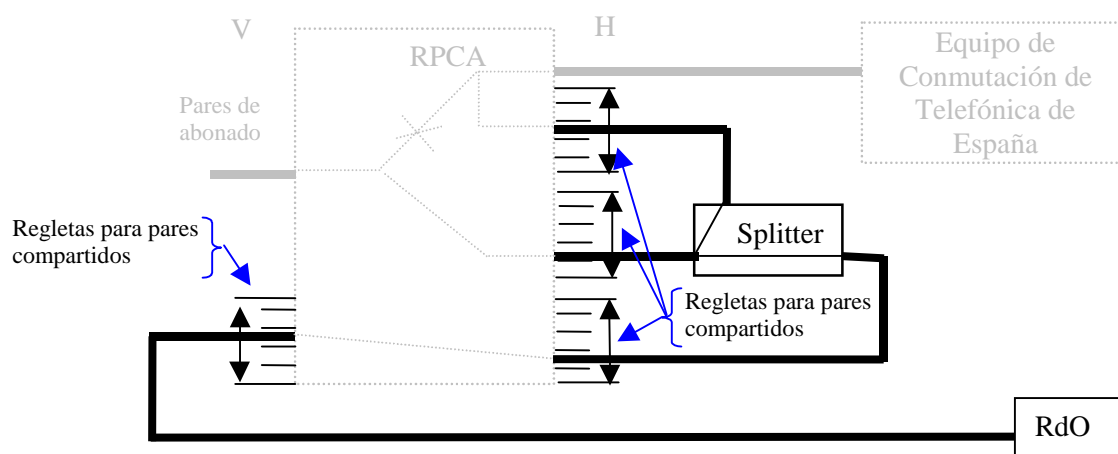 V
H
RPCA
Equipo de
Conmutación de
Telefónica de
España
Pares de
abonado
Regletas para pares
compartidos
Splitter
Regletas para pares
compartidos
RdO